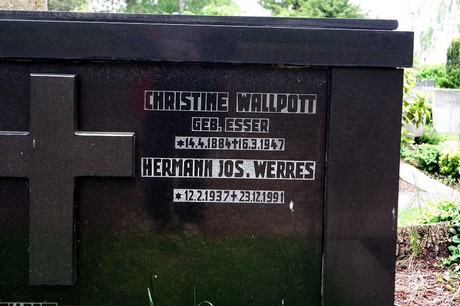 CHRISTINE WALLPOTT
GEB. ESSER
*14.4.1884†16.3.1947
HERMANN JOS. WERRES
*12.2.1937†23.12.1991